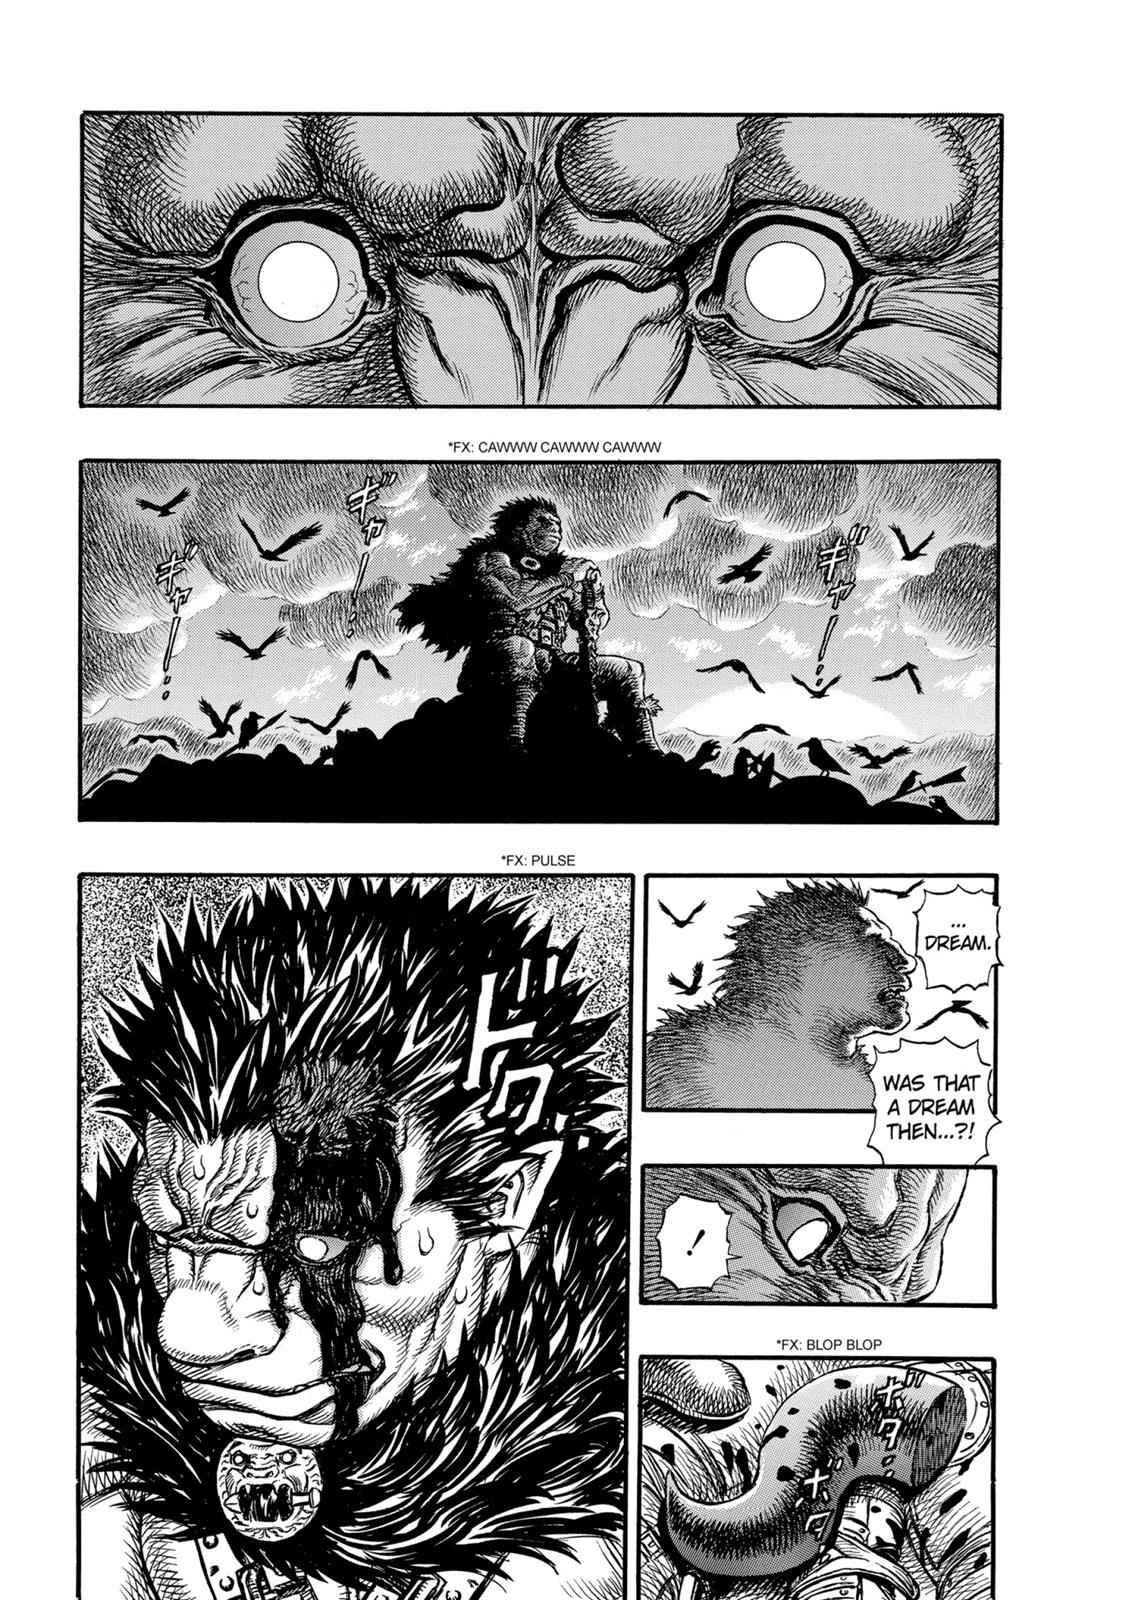 *FX: CAWWW CAWWW CAWWW
ギャー…
ギャー…
ギャー…
*FX: PULSE
...
DREAM.
WAS THAT
A DREAM
THEN...?!
ドクン
!
*FX: BLOP BLOP
ボタ…
ボタ